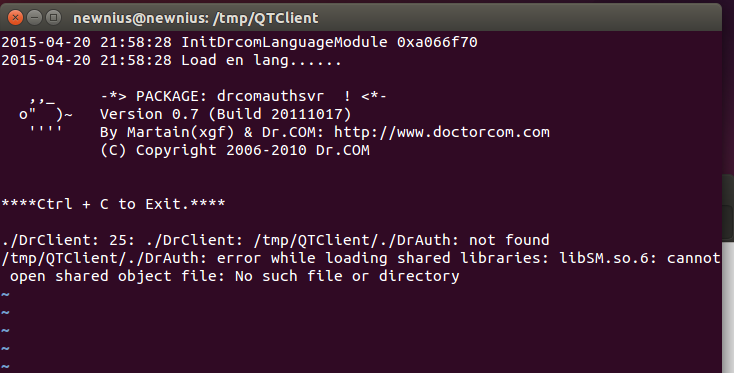 newnius@newnius: /tmp/QTClient
2015-04-20 21:58:28 InitDrcomLanguageModule 0xa066f70
2015-04-20 21:58:28 Load en lang......
   ,,_     -*> PACKAGE: drcomauthsvr  ! <*-
  o"  )~   Version 0.7 (Build 20111017)
   ''''    By Martain(xgf) & Dr.COM: http://www.doctorcom.com
           (C) Copyright 2006-2010 Dr.COM
****Ctrl + C to Exit.****
./DrClient: 25: ./DrClient: /tmp/QTClient/./DrAuth: not found
/tmp/QTClient/./DrAuth: error while loading shared libraries: libSM.so.6: cannot
 open shared object file: No such file or directory
~
~
~
~
~